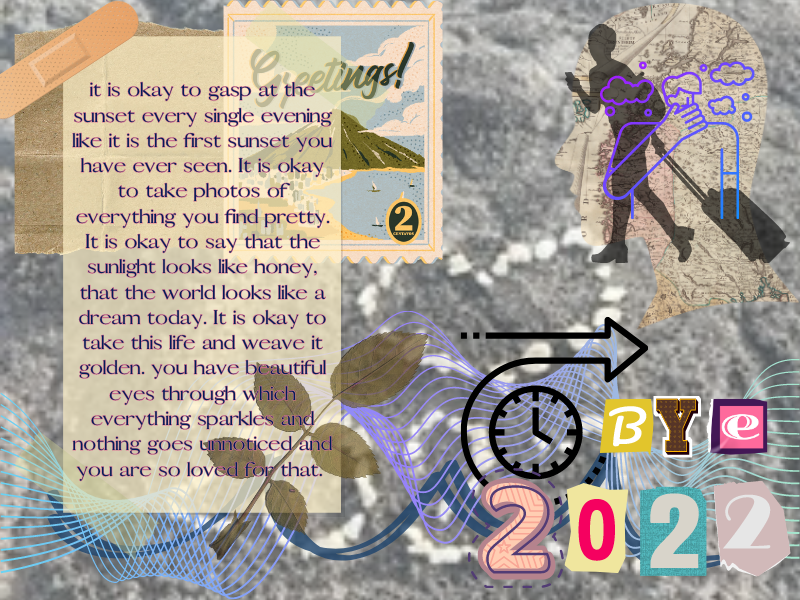 Greetings!
2
CENTAVOS
it is okay to gasp at the
sunset every single evening
like it is the first sunset you
have ever seen. It is okay
to take photos of
everything you find pretty.
It is okay to say that the
sunlight looks like honey,
that the world looks like a
dream today. It is okay to
take this life and weave it
golden. you have beautiful
eyes through which
everything sparkles and
nothing goes unnoticed and
you are so loved for that.
BYe
2022